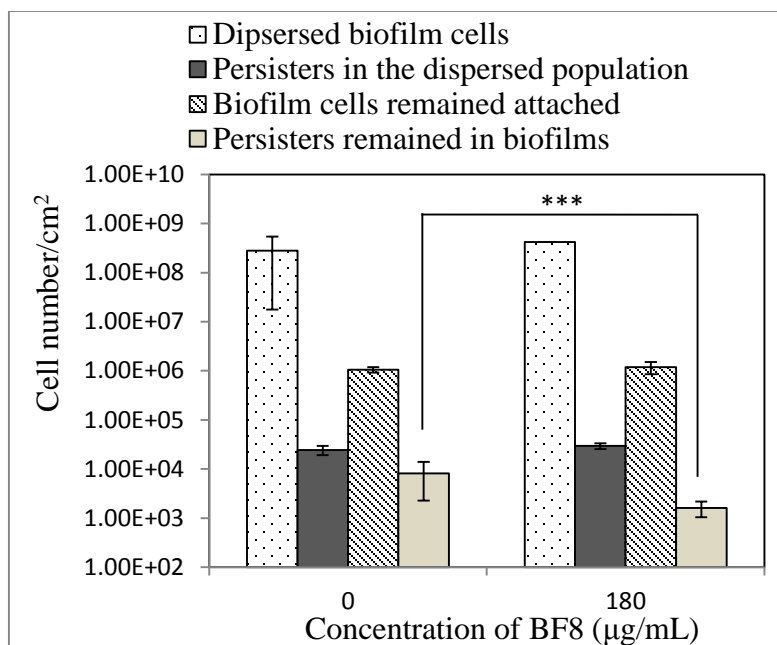 Dipsersed biofilm cells
Persisters in the dispersed population
Biofilm cells remained attached
Persisters remained in biofilms
1.00E+10
1.00E+09
1.00E+08
1.00E+07
1.00E+06
1.00E+05
1.00E+04
1.00E+03
1.00E+02
Cell number/cm²
***
0
180
Concentration of BF8 (µg/mL)